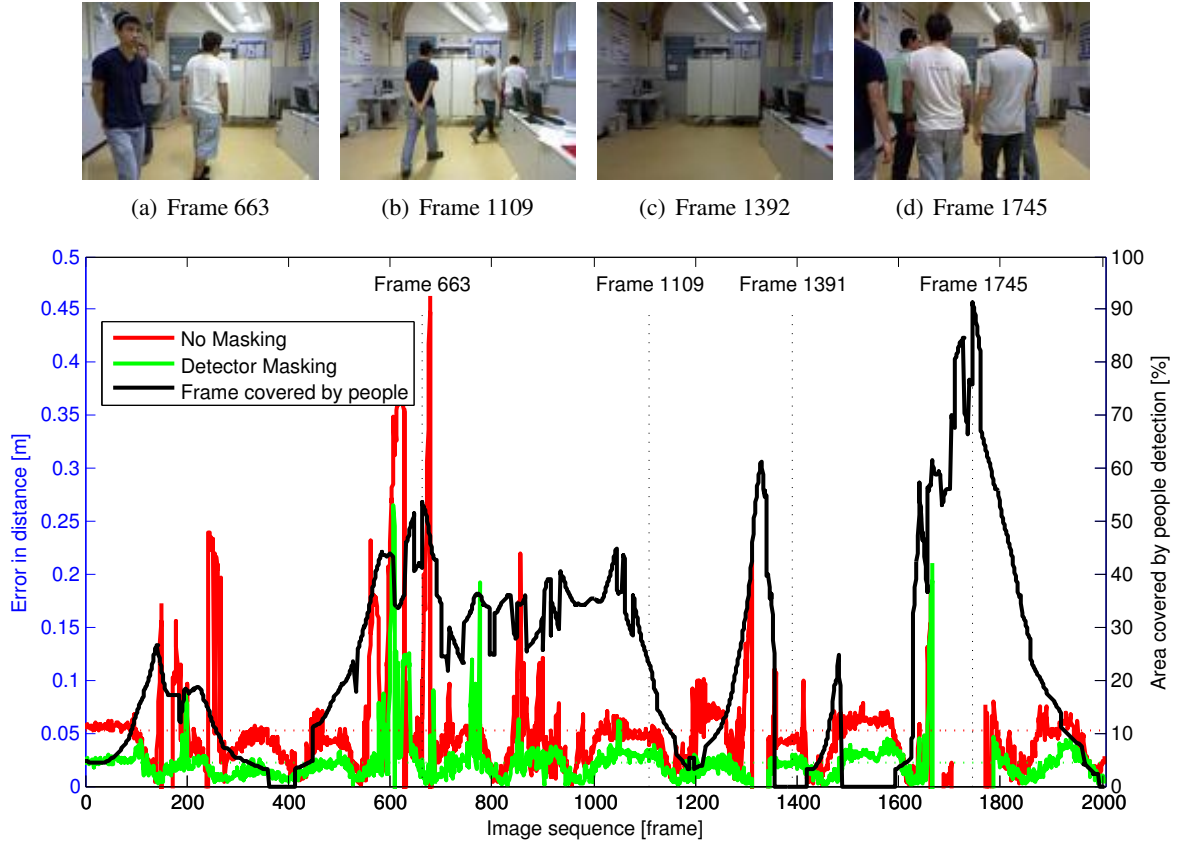 (a) Frame 663
(b) Frame 1109
(c) Frame 1392
(d) Frame 1745
0.5
0.45
0.4
0.35
0.3
0.25
0.2
0.15
0.1
0.05
0
Error in distance [m]
Frame 663
Frame 1109
Frame 1391
Frame 1745
No Masking
Detector Masking
Frame covered by people
100
90
80
70
60
50
40
30
20
10
0
Area covered by people detection [%]
0 200 400 600 800 1000 1200 1400 1600 1800 2000
Image sequence [frame]